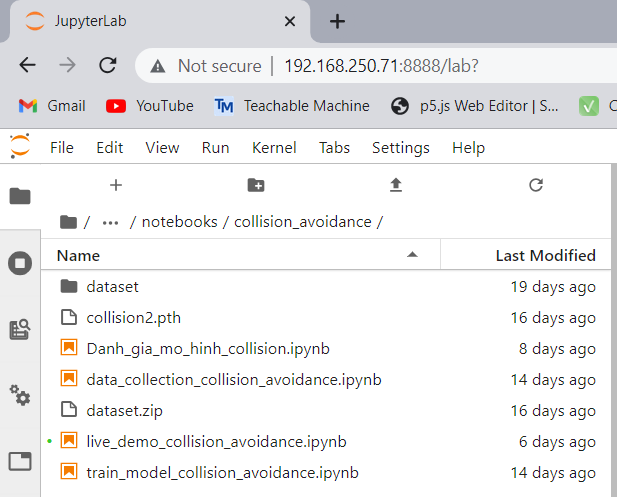 JupyterLab
Not secure | 192.168.250.71:8888/lab?
Gmail YouTube TM Teachable Machine p5.js Web Editor | S... C
File Edit View Run Kernel Tabs Settings Help
/ ... / notebooks / collision_avoidance /
Name Last Modified
dataset 19 days ago
collision2.pth 16 days ago
Danh_gia_mo_hinh_collision.ipynb 8 days ago
data_collection_collision_avoidance.ipynb 14 days ago
dataset.zip 16 days ago
live_demo_collision_avoidance.ipynb 6 days ago
train_model_collision_avoidance.ipynb 14 days ago